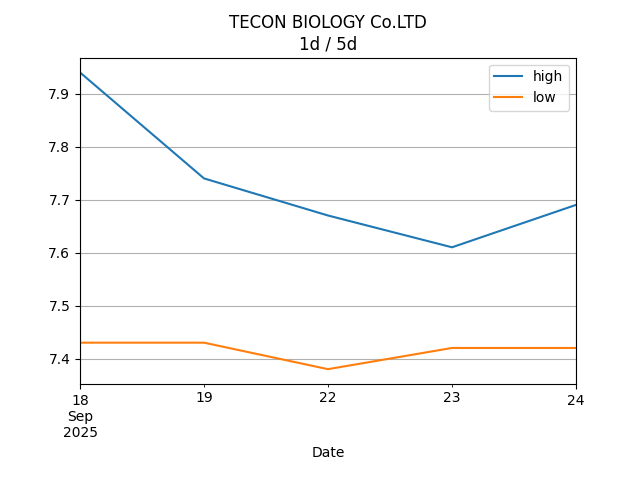 TECON BIOLOGY Co.LTD
1d / 5d
high
low
7.9
7.8
7.7
7.6
7.5
7.4
18 19 22 23 24
Sep
2025
Date